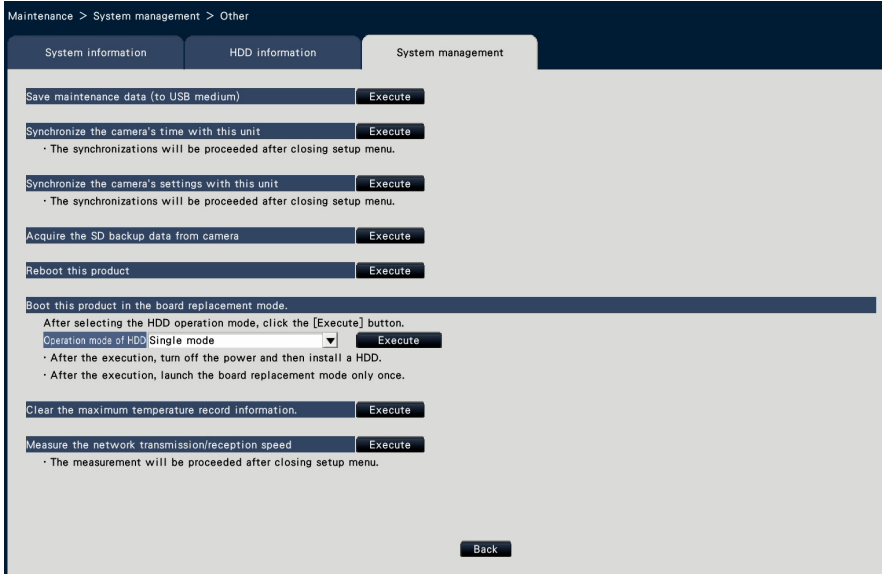 Maintenance > System management > Other
System information HDD information System management
Save maintenance data (to USB medium) Execute
Synchronize the camera's time with this unit Execute
・The synchronizations will be proceeded after closing setup menu.
Synchronize the camera's settings with this unit Execute
・The synchronizations will be proceeded after closing setup menu.
Acquire the SD backup data from camera Execute
Reboot this product Execute
Boot this product in the board replacement mode.
After selecting the HDD operation mode, click the [Execute] button.
Operation mode of HDD Single mode Execute
・After the execution, turn off the power and then install a HDD.
・After the execution, launch the board replacement mode only once.
Clear the maximum temperature record information. Execute
Measure the network transmission/reception speed Execute
・The measurement will be proceeded after closing setup menu.
Back